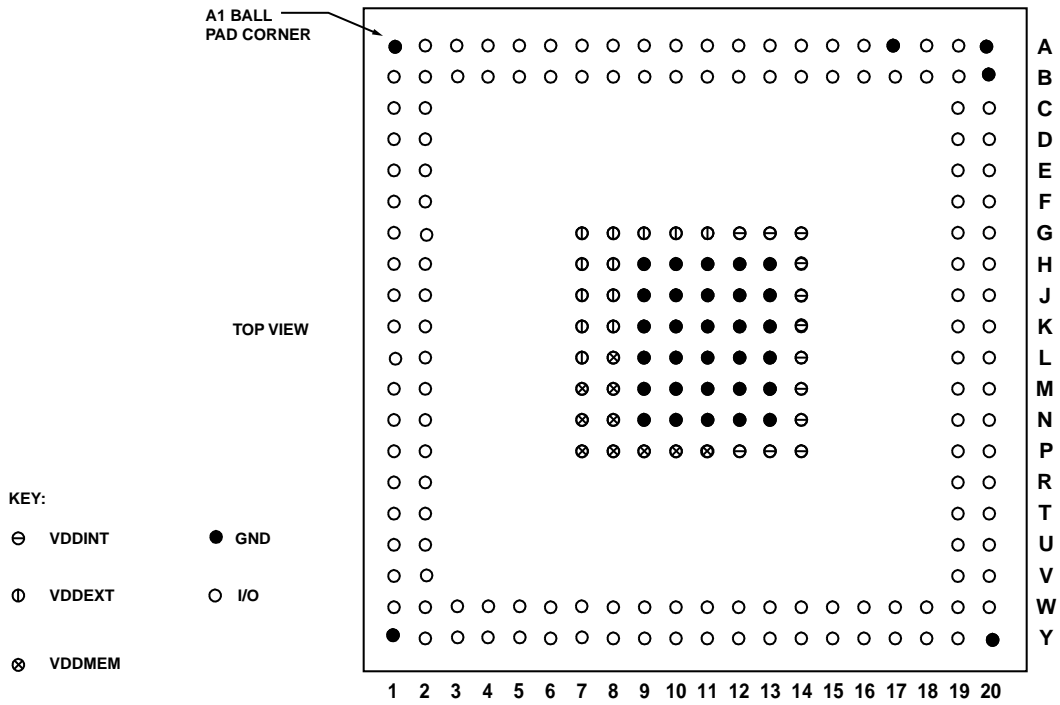 A1 BALL
PAD CORNER
A
B
C
D
E
F
G
H
J
TOP VIEW
K
L
M
N
P
R
KEY:
T
VDDINT GND
U
V
VDDEXT I/O
W
Y
VDDMEM
1 2 3 4 5 6 7 8 9 10 11 12 13 14 15 16 17 18 19 20